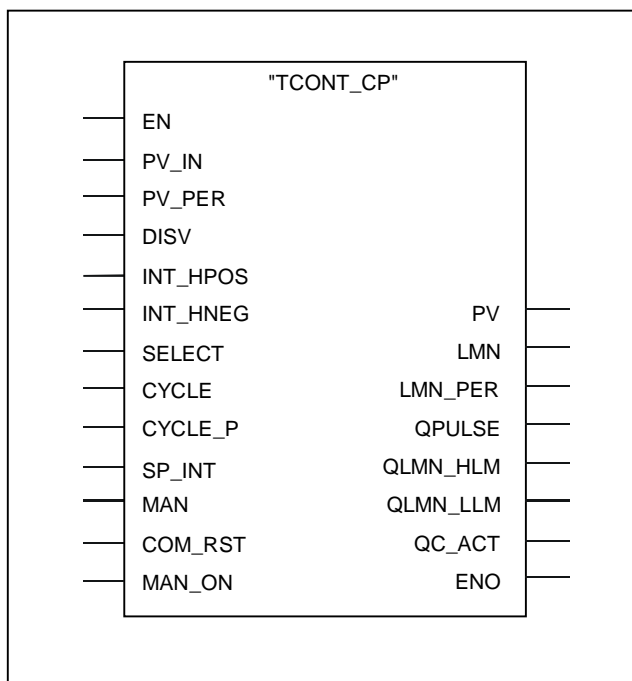 "TCONT_CP"
EN
PV_IN
PV_PER
DISV
INT_HPOS
INT_HNEG
PV
SELECT
LMN
CYCLE
LMN_PER
CYCLE_P
QPULSE
SP_INT
QLMN_HLM
MAN
QLMN_LLM
COM_RST
QC_ACT
MAN_ON
ENO